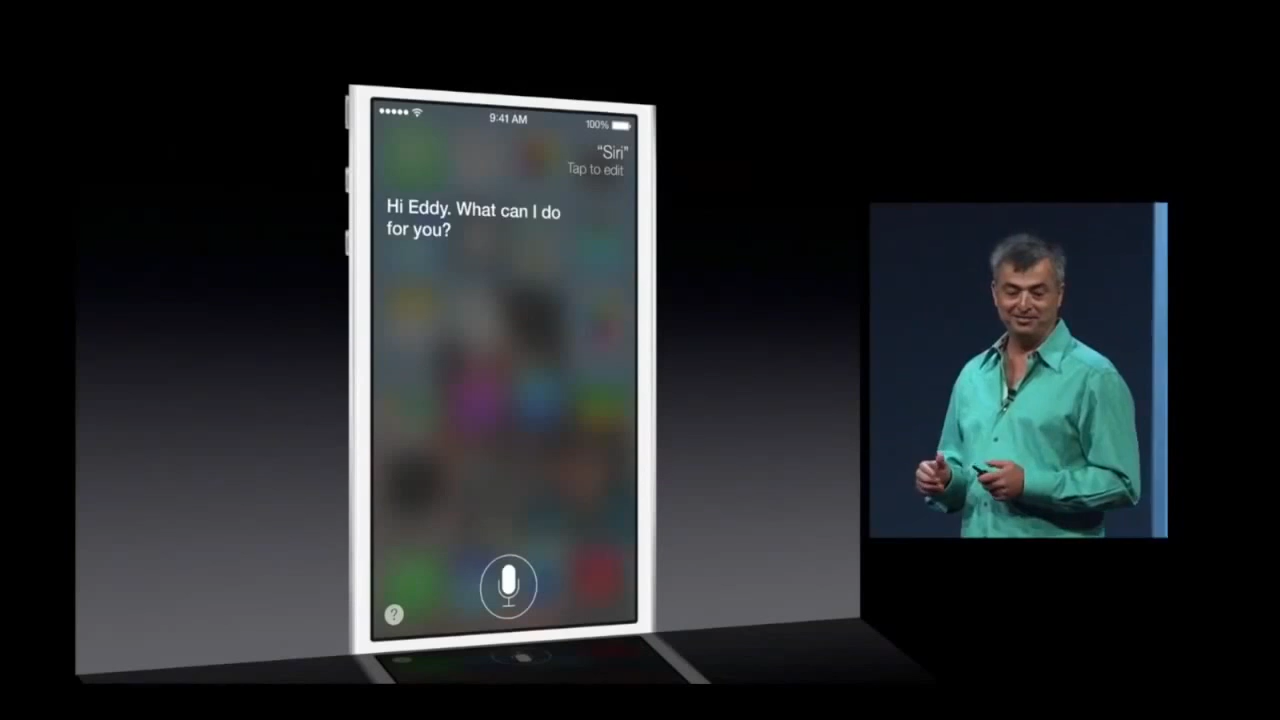 9:41 AM
100%
“Siri”
Tap to edit
Hi Eddy. What can I do
for you?
?